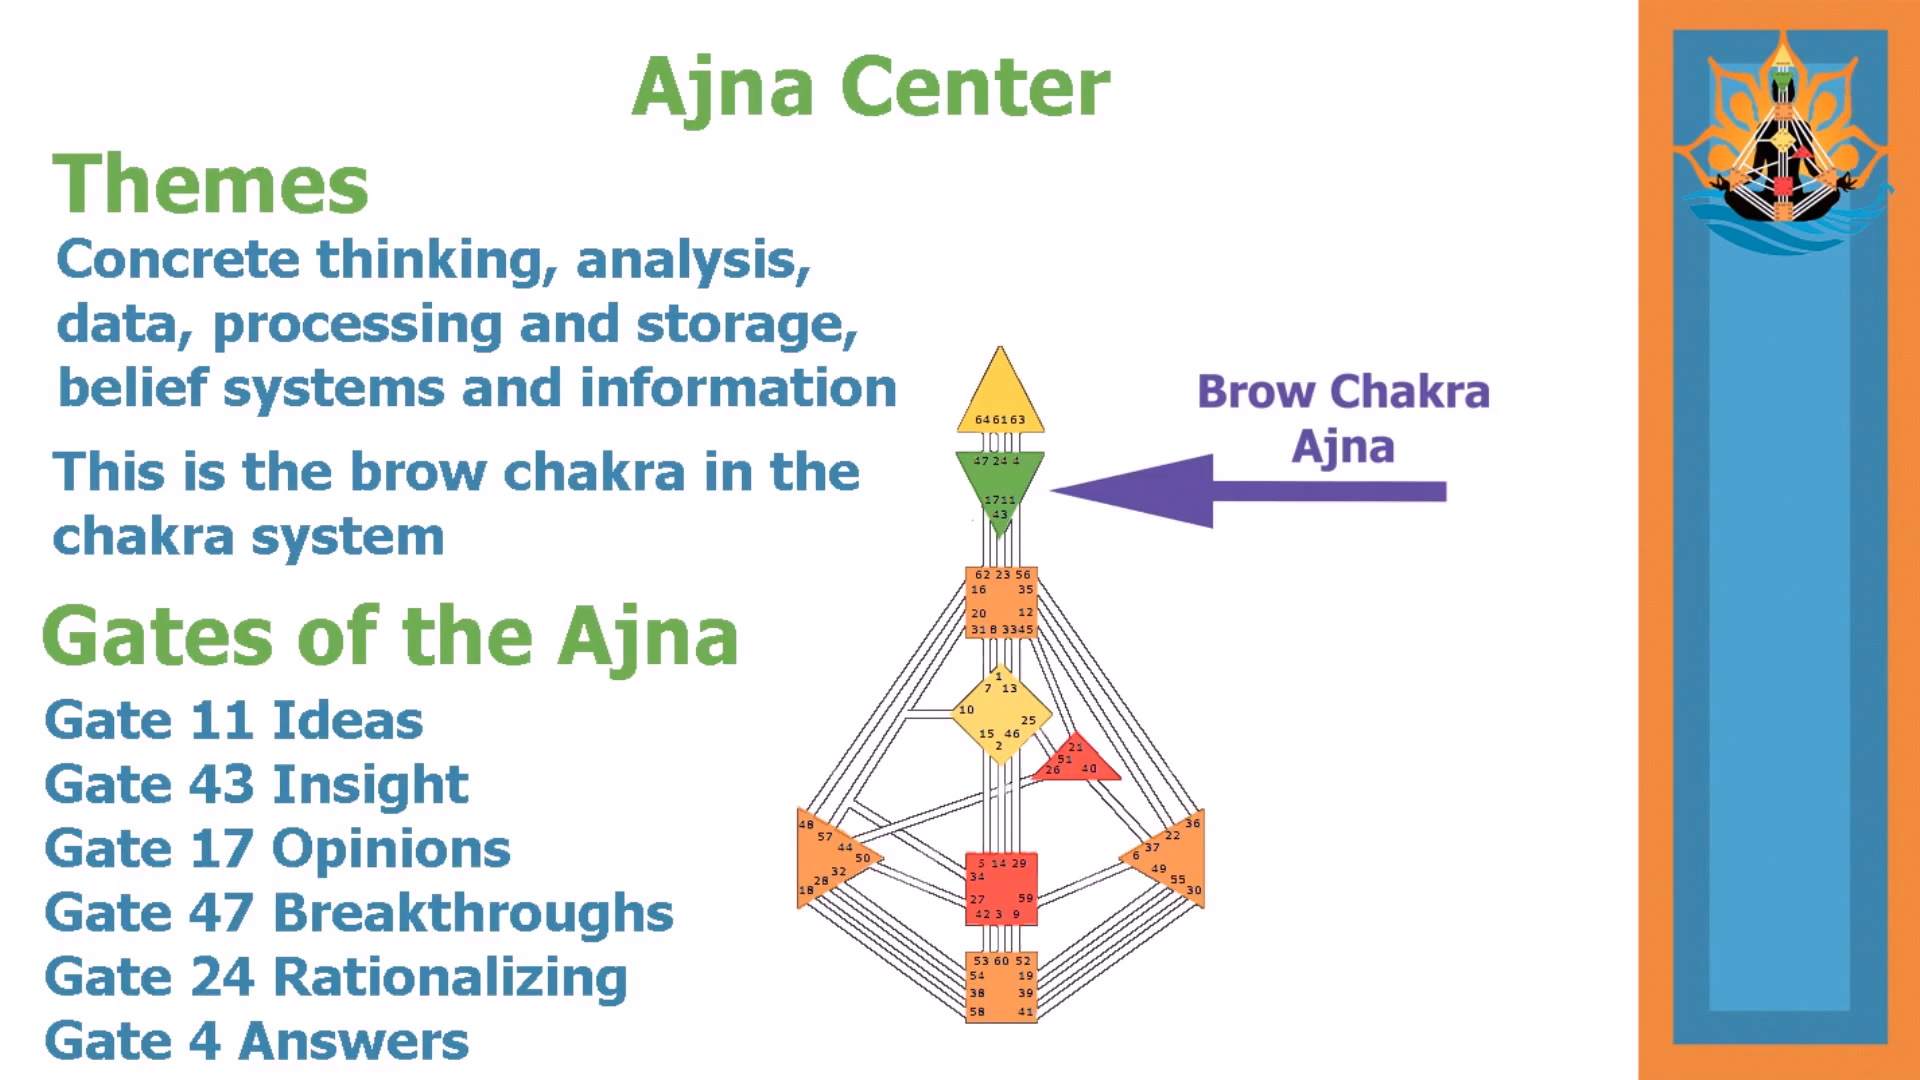 Ajna Center
Themes
Concrete thinking, analysis,
data, processing and storage,
belief systems and information
This is the brow chakra in the
chakra system
Gates of the Ajna
Gate 11 Ideas
Gate 43 Insight
Gate 17 Opinions
Gate 47 Breakthroughs
Gate 24 Rationalizing
Gate 4 Answers
Brow Chakra
Ajna
64 61 63
47 24 4
17 11
43
62 23 56
16 35
20 12
31 8 33 45
1
7 13
10
25
15 46
2
21
51
26 40
48
57
44
50
32
28
18
36
22
37
6
49
55
30
5 14 29
34
27 59
42 3 9
53 60 52
54 19
38 39
58 41